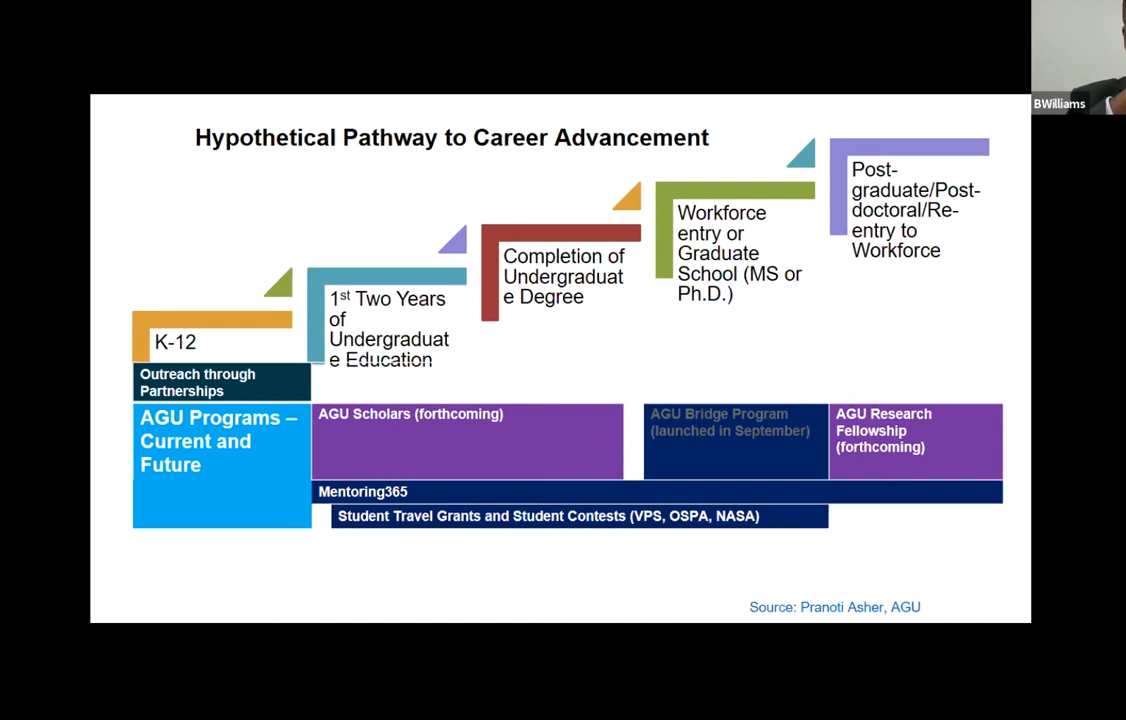 BWilliams
Hypothetical Pathway to Career Advancement
K-12
1st Two Years
of
Undergraduat
e Education
Completion of
Undergraduat
e Degree
Workforce
entry or
Graduate
School (MS or
Ph.D.)
Post-
graduate/Post-
doctoral/Re-
entry to
Workforce
Outreach through
Partnerships
AGU Programs –
Current and
Future
AGU Scholars (forthcoming)
AGU Bridge Program
(launched in September)
AGU Research
Fellowship
(forthcoming)
Mentoring365
Student Travel Grants and Student Contests (VPS, OSPA, NASA)
Source: Pranoti Asher, AGU